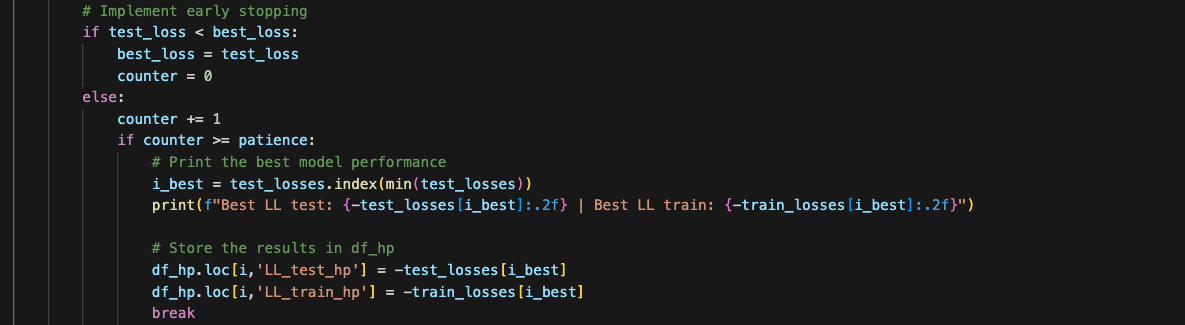 # Implement early stopping
if test_loss < best_loss:
    best_loss = test_loss
    counter = 0
else:
    counter += 1
    if counter >= patience:
        # Print the best model performance
        i_best = test_losses.index(min(test_losses))
        print(f"Best LL test: {-test_losses[i_best]:.2f} | Best LL train: {-train_losses[i_best]:.2f}")

        # Store the results in df_hp
        df_hp.loc[i,'LL_test_hp'] = -test_losses[i_best]
        df_hp.loc[i,'LL_train_hp'] = -train_losses[i_best]
        break